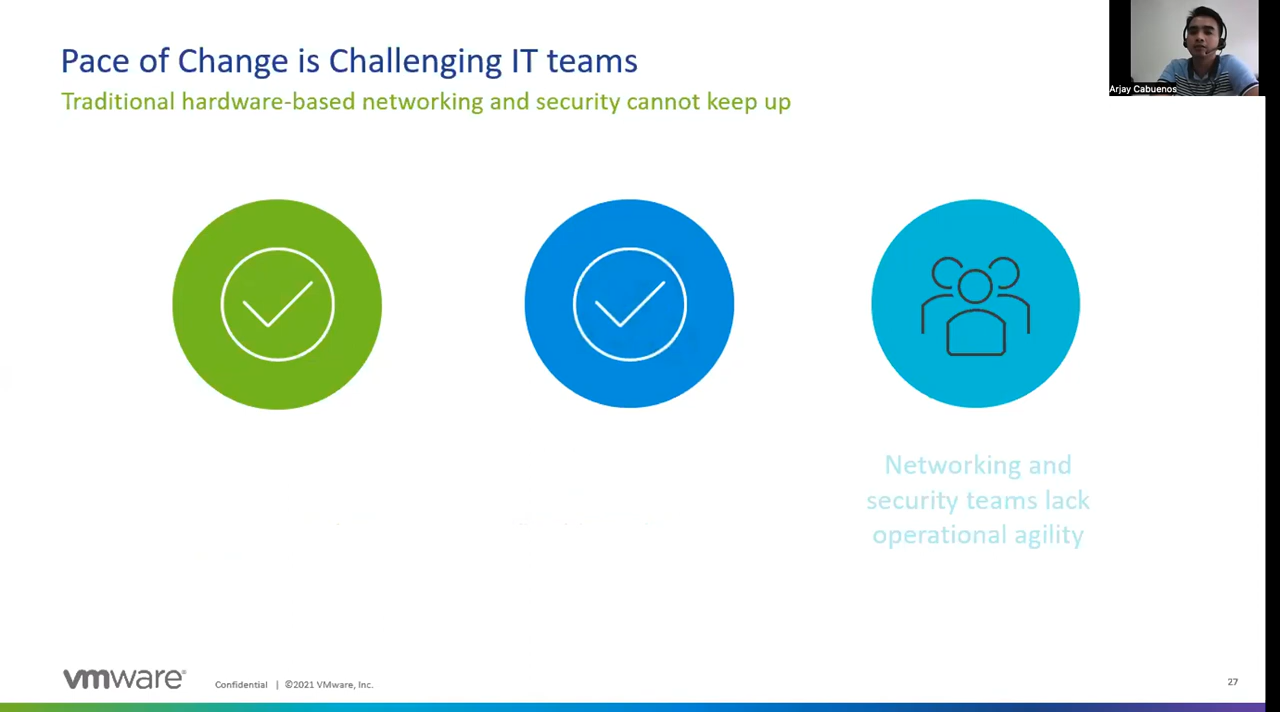 Pace of Change is Challenging IT teams
Traditional hardware-based networking and security cannot keep up
Arjay Cabuenos
Networking and
security teams lack
operational agility
vmware®
Confidential | ©2021 VMware, Inc.
27